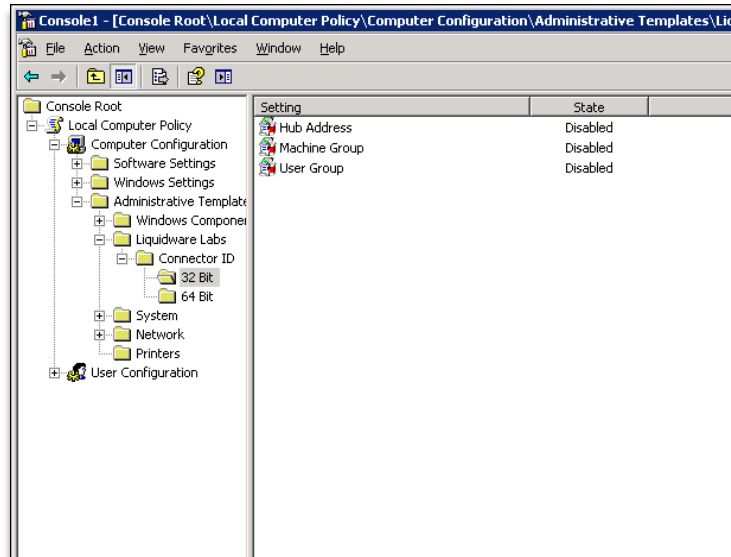 Console1 - [Console Root\Local Computer Policy\Computer Configuration\Administrative Templates\Lic
File Action View Favorites Window Help
Console Root
Local Computer Policy
Computer Configuration
Software Settings
Windows Settings
Administrative Template
Windows Componer
Liquidware Labs
Connector ID
32 Bit
64 Bit
System
Network
Printers
User Configuration
Setting State
Hub Address Disabled
Machine Group Disabled
User Group Disabled